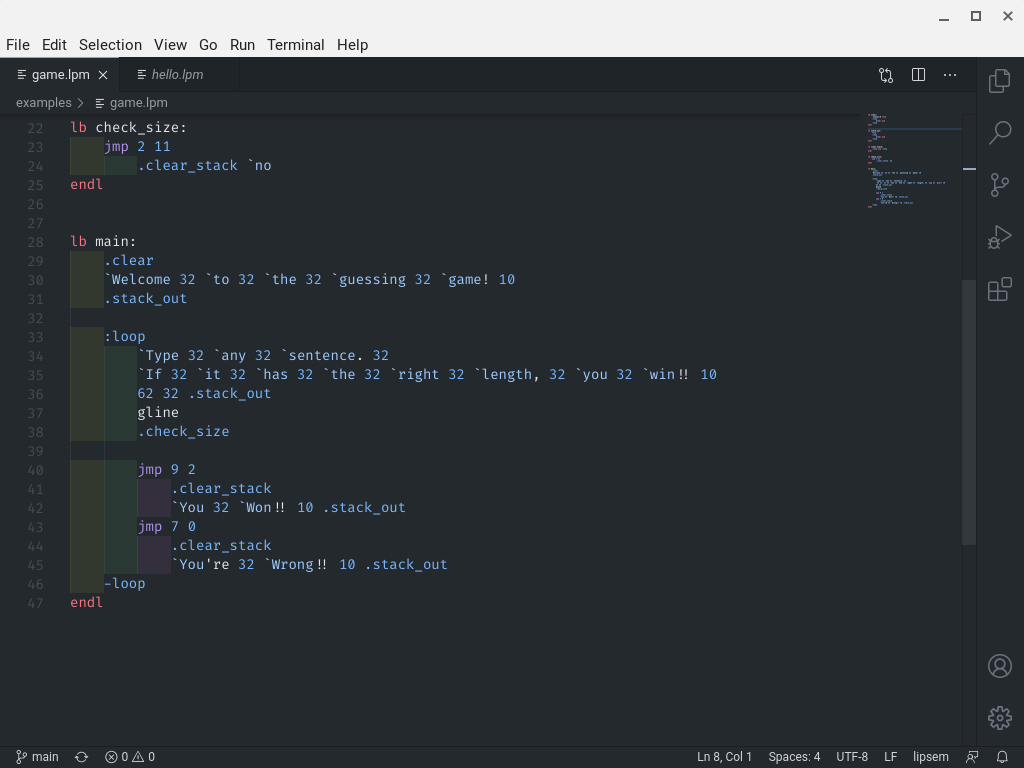 File Edit Selection View Go Run Terminal Help
game.lpm hello.lpm
examples game.lpm
22 lb check_size:
23 jmp 2 11
24 .clear_stack `no
25 endl
26
27
28 lb main:
29 .clear
30 `Welcome 32 `to 32 `the 32 `guessing 32 `game! 10
31 .stack_out
32
33 :loop
34 `Type 32 `any 32 `sentence. 32
35 `If 32 `it 32 `has 32 `the 32 `right 32 `length, 32 `you 32 `win!! 10
36 62 32 .stack_out
37 gline
38 .check_size
39
40 jmp 9 2
41 .clear_stack
42 `You 32 `Won!! 10 .stack_out
43 jmp 7 0
44 .clear_stack
45 `You're 32 `Wrong!! 10 .stack_out
46 -loop
47 endl
main 0 0 Ln 8, Col 1 Spaces: 4 UTF-8 LF lipsem